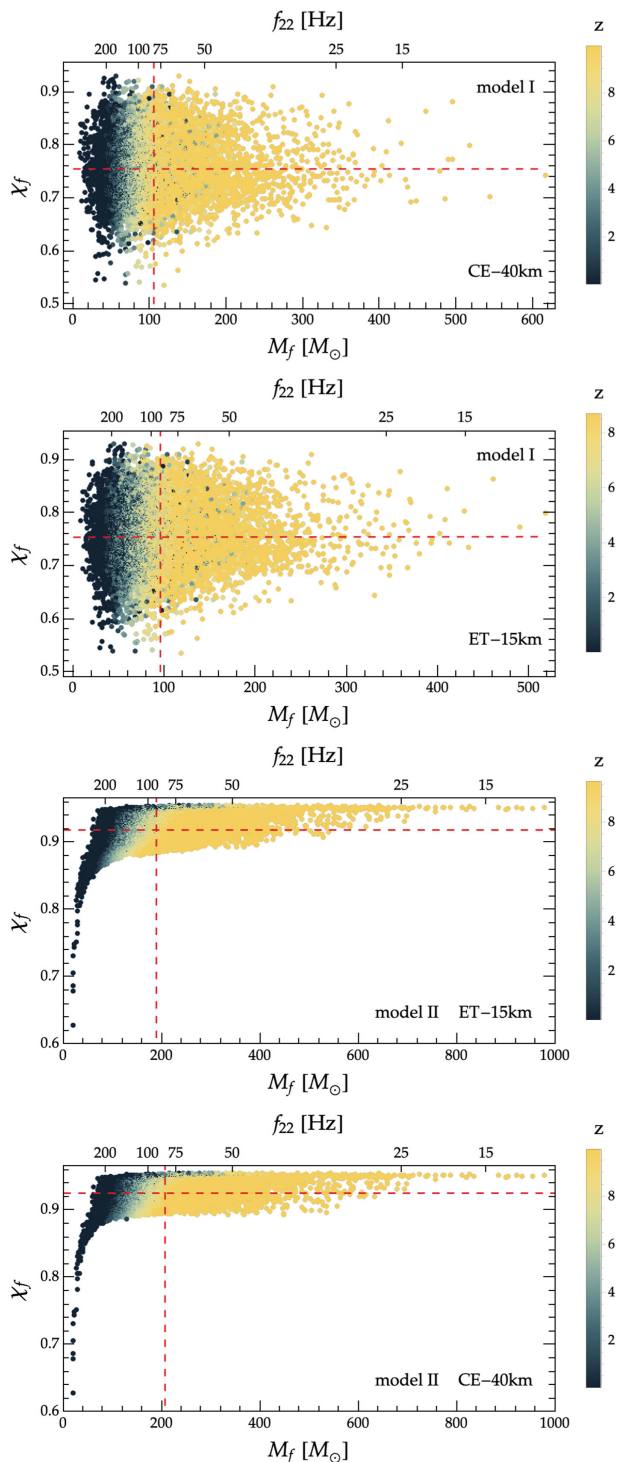 f22 [Hz]
200 100 75 50 25 15
z
model I
0.9
0.8
χf
0.7
0.6
0.5
CE−40km
8
6
4
2
0 100 200 300 400 500 600
Mf [M⊙]
f22 [Hz]
200 100 75 50 25 15
z
model I
0.9
0.8
χf
0.7
0.6
0.5
ET−15km
8
6
4
2
0 100 200 300 400 500
Mf [M⊙]
f22 [Hz]
200 100 75 50 25 15
z
0.9
0.8
χf
0.7
0.6
model II ET−15km
8
6
4
2
0 200 400 600 800 1000
Mf [M⊙]
f22 [Hz]
200 100 75 50 25 15
z
0.9
0.8
χf
0.7
0.6
model II CE−40km
8
6
4
2
0 200 400 600 800 1000
Mf [M⊙]